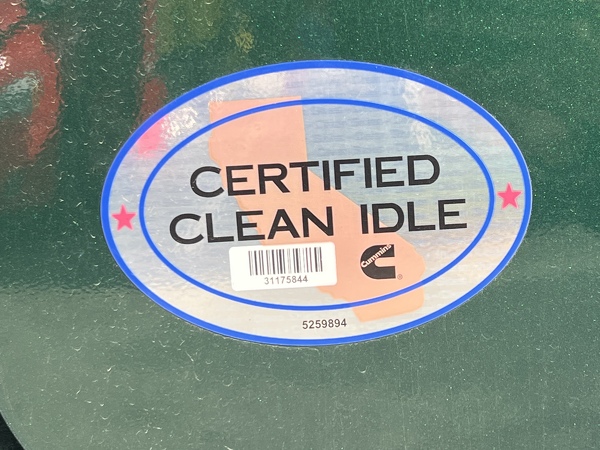 CERTIFIED
CLEAN IDLE
Cummins
31175844
5259894